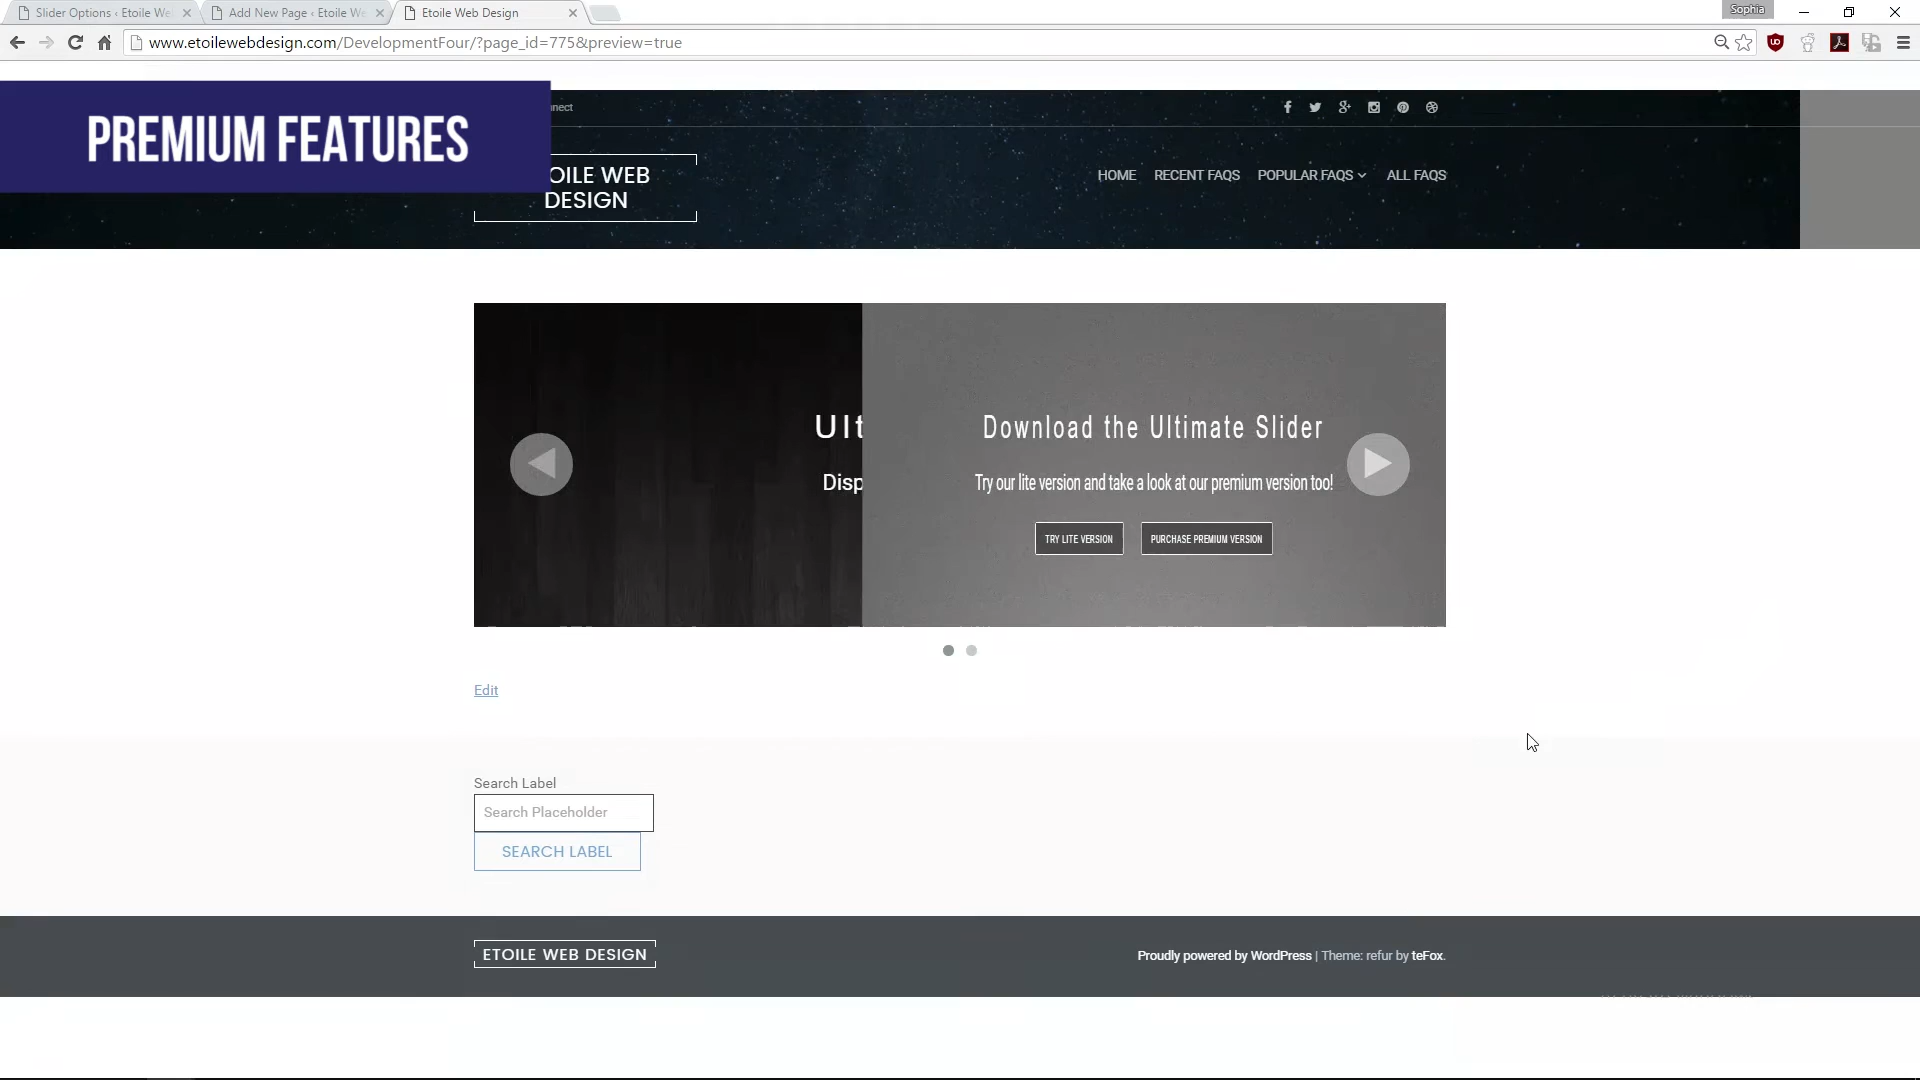 Slider Options ‹ Etoile We
Add New Page ‹ Etoile We
Etoile Web Design
Sophia
www.etoilewebdesign.com/DevelopmentFour/?page_id=775&preview=true
PREMIUM FEATURES
nnect
OILE WEB
DESIGN
HOME
RECENT FAQS
POPULAR FAQS
ALL FAQS
Ult
Disp
Download the Ultimate Slider
Try our lite version and take a look at our premium version too!
TRY LITE VERSION
PURCHASE PREMIUM VERSION
Edit
Search Label
Search Placeholder
SEARCH LABEL
ETOILE WEB DESIGN
Proudly powered by WordPress | Theme: refur by teFox.